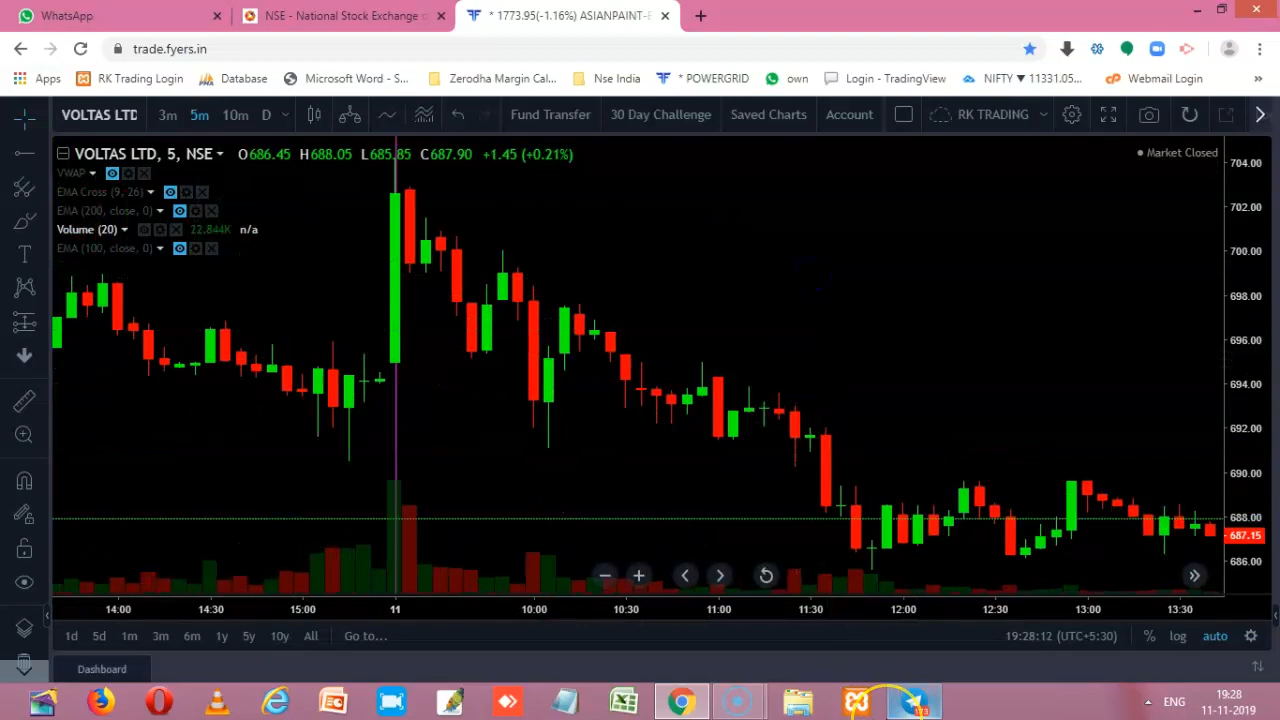 WhatsApp
NSE - National Stock Exchange o
* 1773.95(-1.16%) ASIANPAINT-E
trade.fyers.in
Apps
RK Trading Login
Database
Microsoft Word - S...
Zerodha Margin Cal...
Nse India
* POWERGRID
own
Login - TradingView
NIFTY ▼ 11331.05...
Webmail Login
»
VOLTAS LTD
3m
5m
10m
D
Fund Transfer
30 Day Challenge
Saved Charts
Account
RK TRADING
VOLTAS LTD, 5, NSE
O686.45 H688.05 L685.85 C687.90 +1.45 (+0.21%)
Market Closed
VWAP
EMA Cross (9, 26)
EMA (200, close, 0)
Volume (20)
22.844K n/a
EMA (100, close, 0)
704.00
702.00
700.00
698.00
696.00
694.00
692.00
690.00
688.00
687.15
686.00
14:00
14:30
15:00
11
10:00
10:30
11:00
11:30
12:00
12:30
13:00
13:30
1d
5d
1m
3m
6m
1y
5y
10y
All
Go to...
19:28:12 (UTC+5:30)
%
log
auto
Dashboard
173
ENG
19:28
11-11-2019